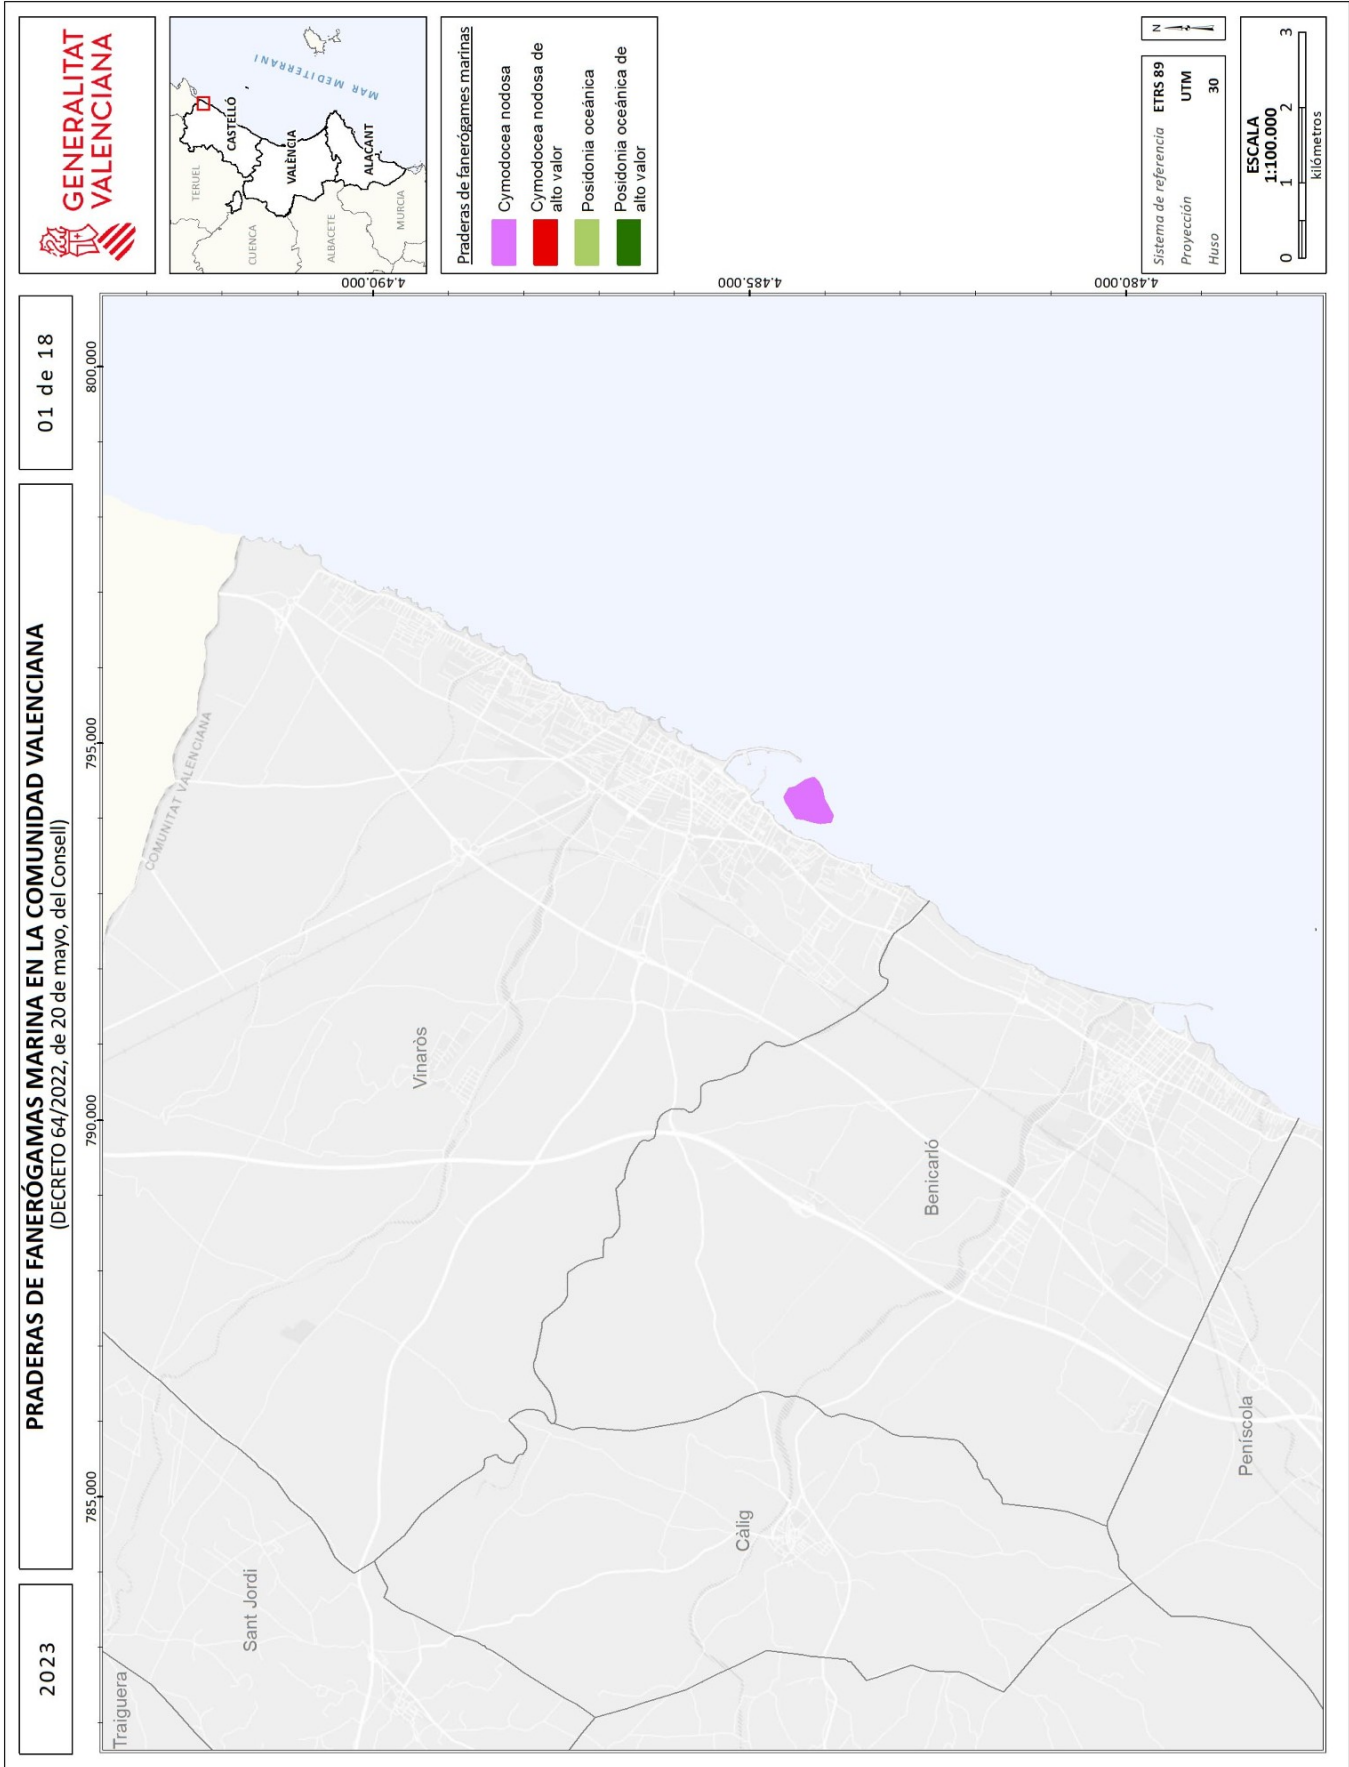 2023
PRADERAS DE FANERÓGAMAS MARINA EN LA COMUNIDAD VALENCIANA
(DECRETO 64/2022, de 20 de mayo, del Consell)
01 de 18
GENERALITAT
VALENCIANA
TERUEL
CASTELLÓ
CUENCA
VALÈNCIA
ALBACETE
ALACANT
MURCIA
MAR MEDITERRANI
Praderas de fanerógames marinas
Cymodocea nodosa
Cymodocea nodosa de
alto valor
Posidonia oceánica
Posidonia oceánica de
alto valor
Sistema de referencia ETRS 89
Proyección UTM
Huso 30
N
ESCALA
1:100.000
0 1 2 3
kilómetros
785.000
790.000
795.000
800.000
4.490.000
4.485.000
4.480.000
Traiguera
Sant Jordi
COMUNITAT VALENCIANA
Vinaròs
Càlig
Benicarló
Peníscola